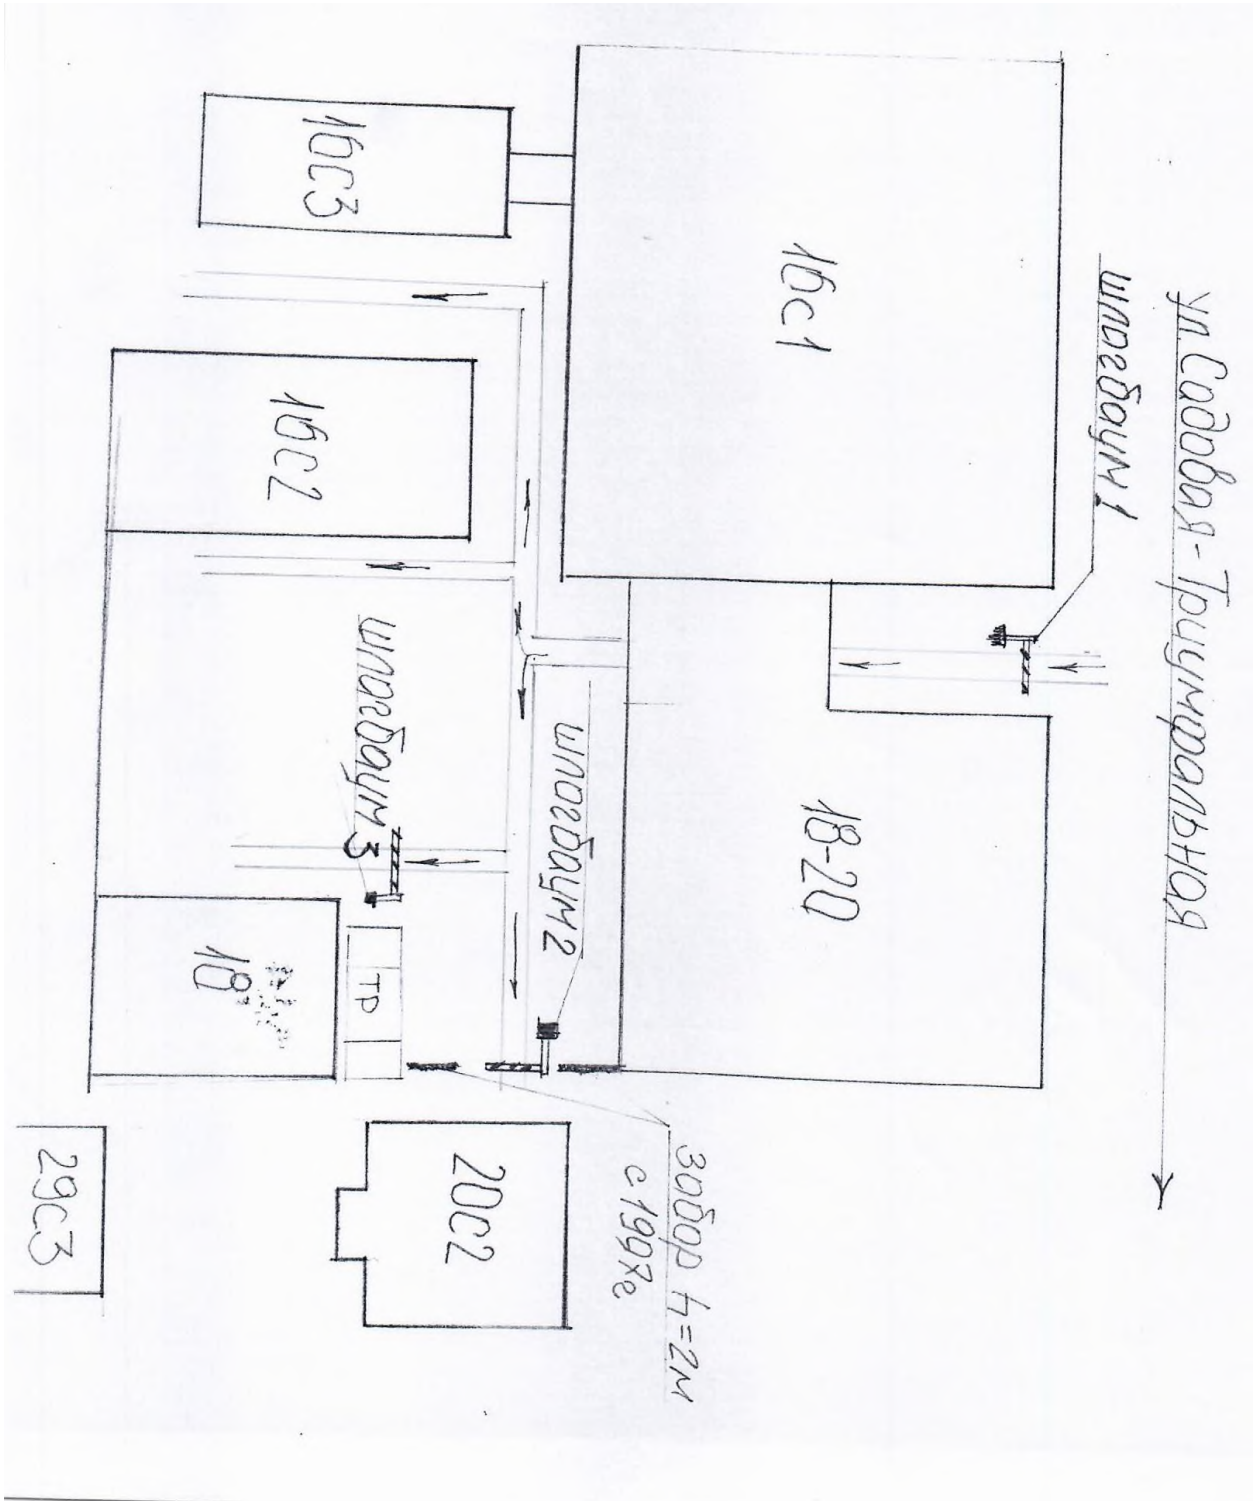 ул. Садовая-Триумфальная
шлагбаум 1
16с1
18-20
16с3
шлагбаум 2
16с2
шлагбаум 3
ТР
18
забор h=2м
с 1997г
20с2
29с3